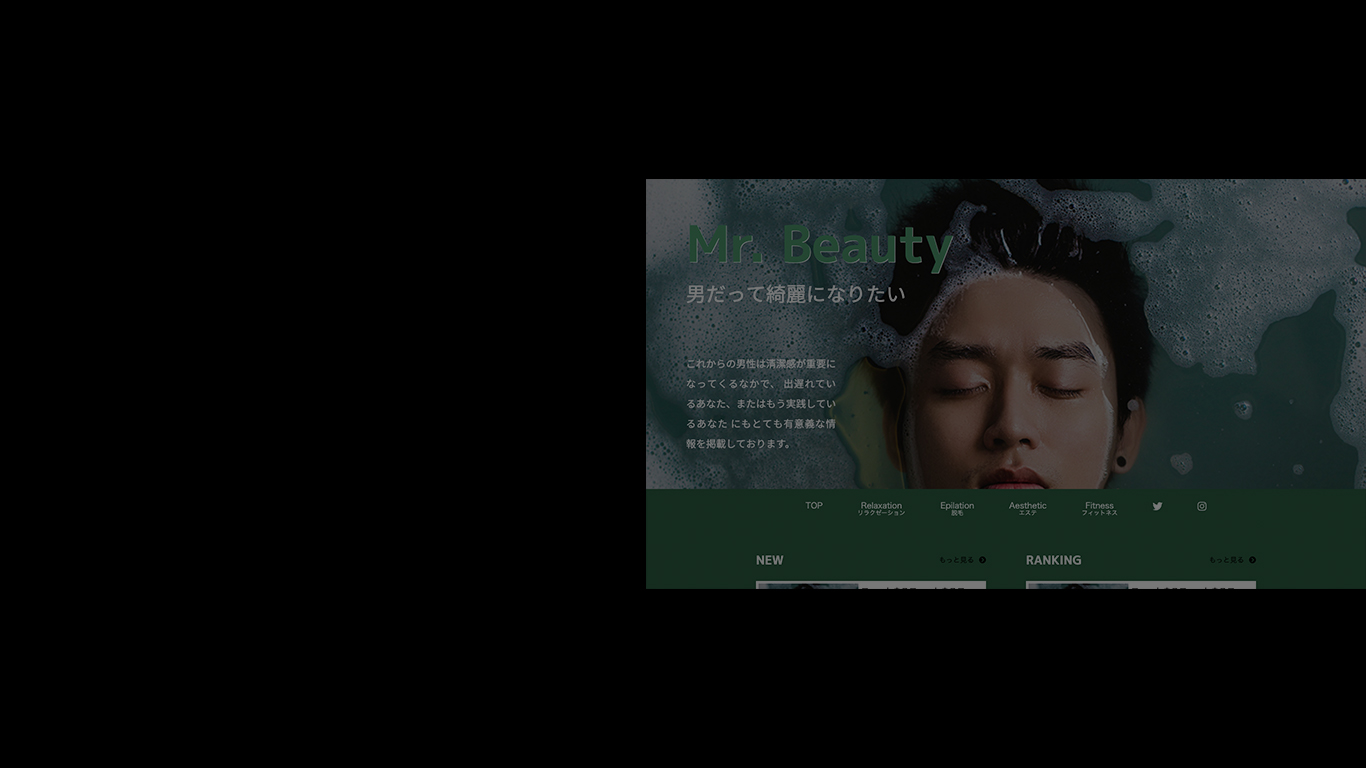 Mr. Beauty
男だって綺麗になりたい
これからの男性は清潔感が重要に
なってくるなかで、 出遅れてい
るあなた、またはもう実践してい
るあなた にもとても有意義な情
報を掲載しております。
TOP Relaxation Epilation Aesthetic Fitness
リラクゼーション 脱毛 エステ フィットネス
NEW もっと見る RANKING もっと見る